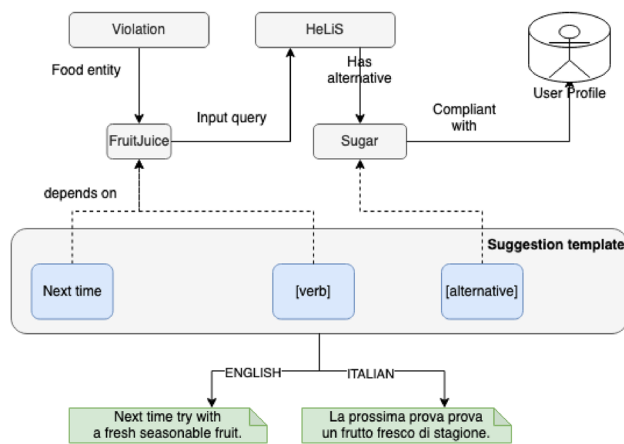 Violation
HeLiS
Food entity
Has
alternative
User Profile
Input query
Compliant
with
FruitJuice
Sugar
depends on
Suggestion template
Next time
[verb]
[alternative]
ENGLISH
ITALIAN
Next time try with
a fresh seasonable fruit.
La prossima prova prova
un frutto fresco di stagione.